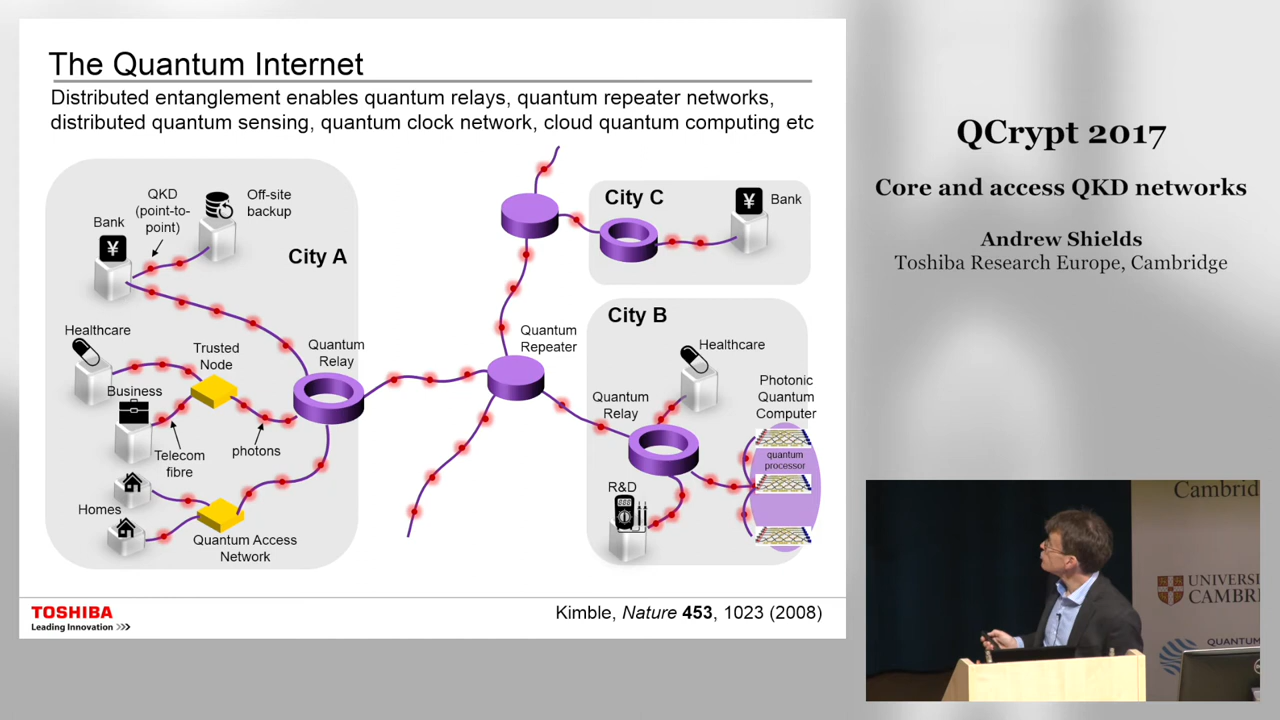 The Quantum Internet
Distributed entanglement enables quantum relays, quantum repeater networks,
distributed quantum sensing, quantum clock network, cloud quantum computing etc
QKD
(point-to-
point)
Off-site
backup
Bank
¥
City A
Healthcare
Trusted
Node
Quantum
Relay
Business
Telecom
fibre
photons
Homes
Quantum Access
Network
Quantum
Repeater
City C
¥
Bank
City B
Healthcare
Quantum
Relay
Photonic
Quantum
Computer
quantum
processor
R&D
TOSHIBA
Leading Innovation >>>
Kimble, Nature 453, 1023 (2008)
QCrypt 2017
Core and access QKD networks
Andrew Shields
Toshiba Research Europe, Cambridge
Cambrid
UNIVERSI
CAMBRI
QUANTUM